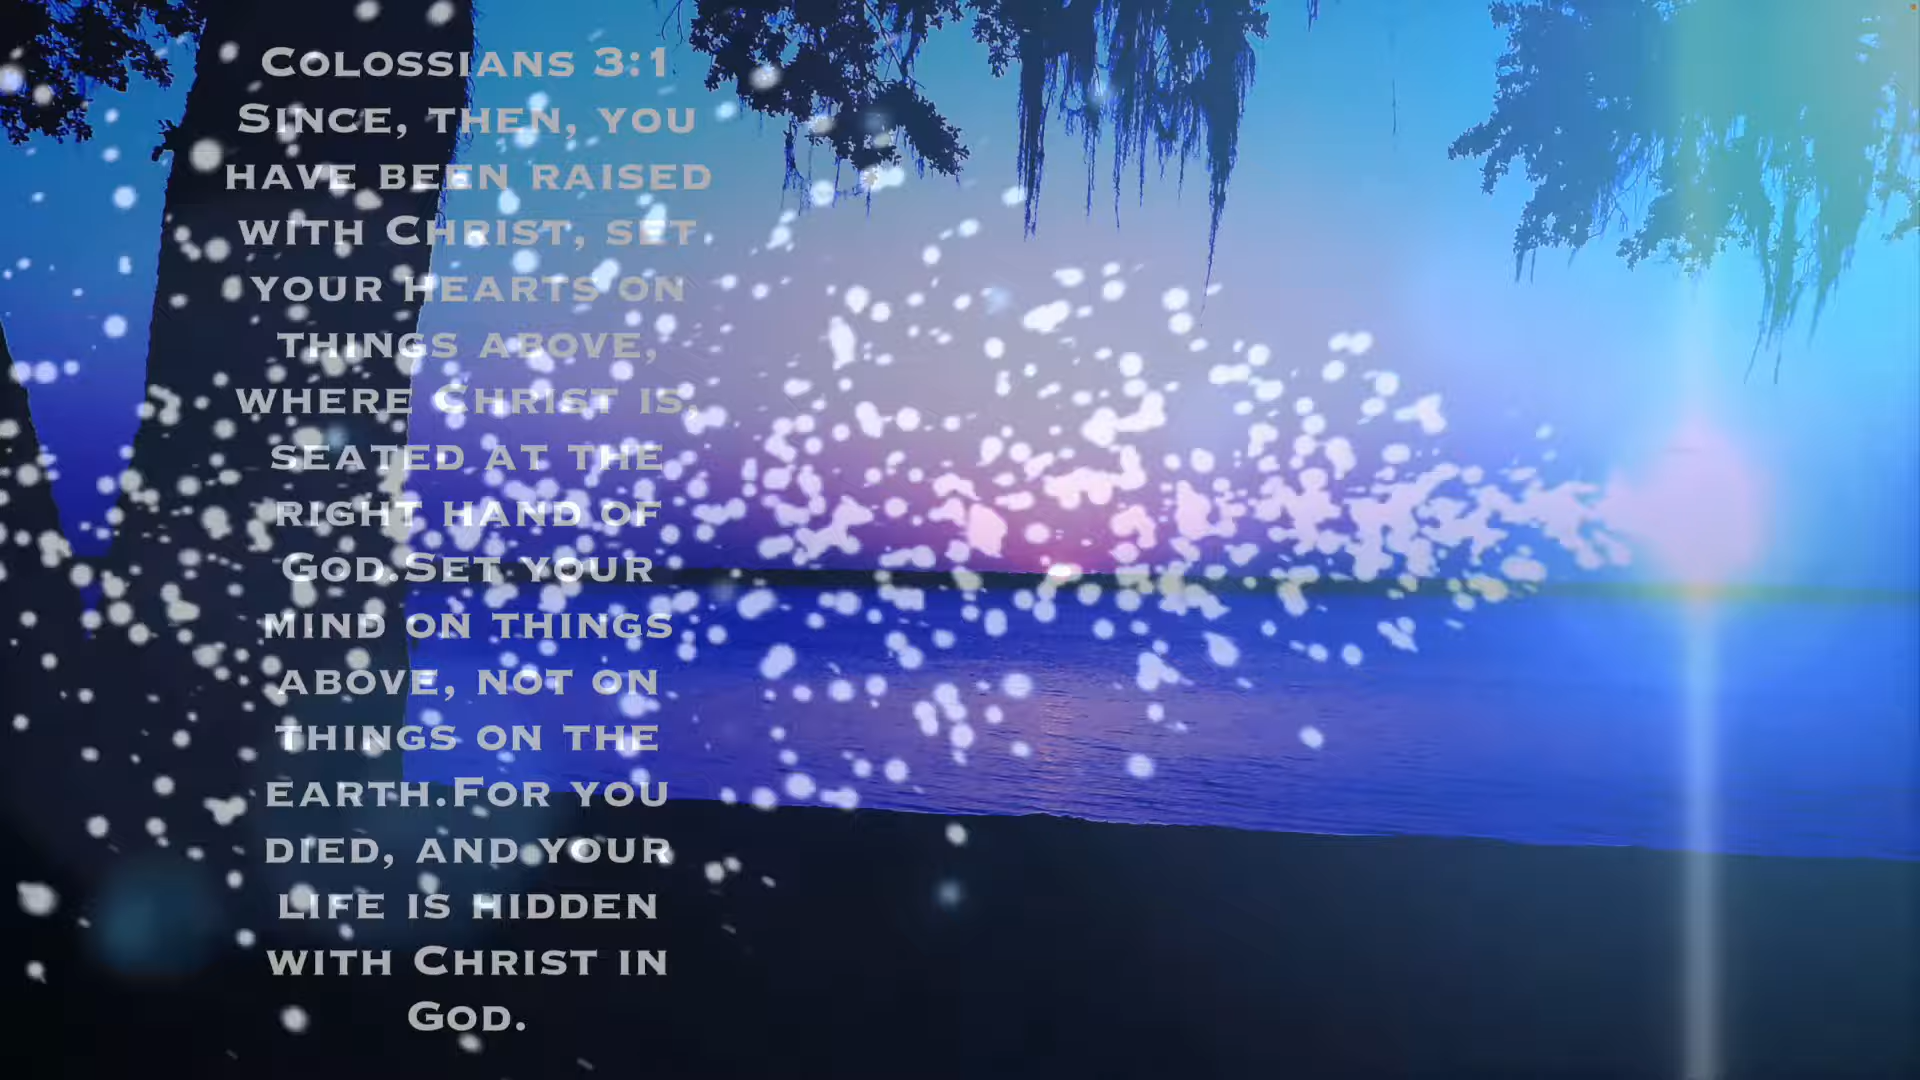 Colossians 3:1
Since, then, you
have been raised
with Christ, set
your hearts on
things above,
where Christ is,
seated at the
right hand of
God.Set your
mind on things
above, not on
things on the
earth.For you
died, and your
life is hidden
with Christ in
God.